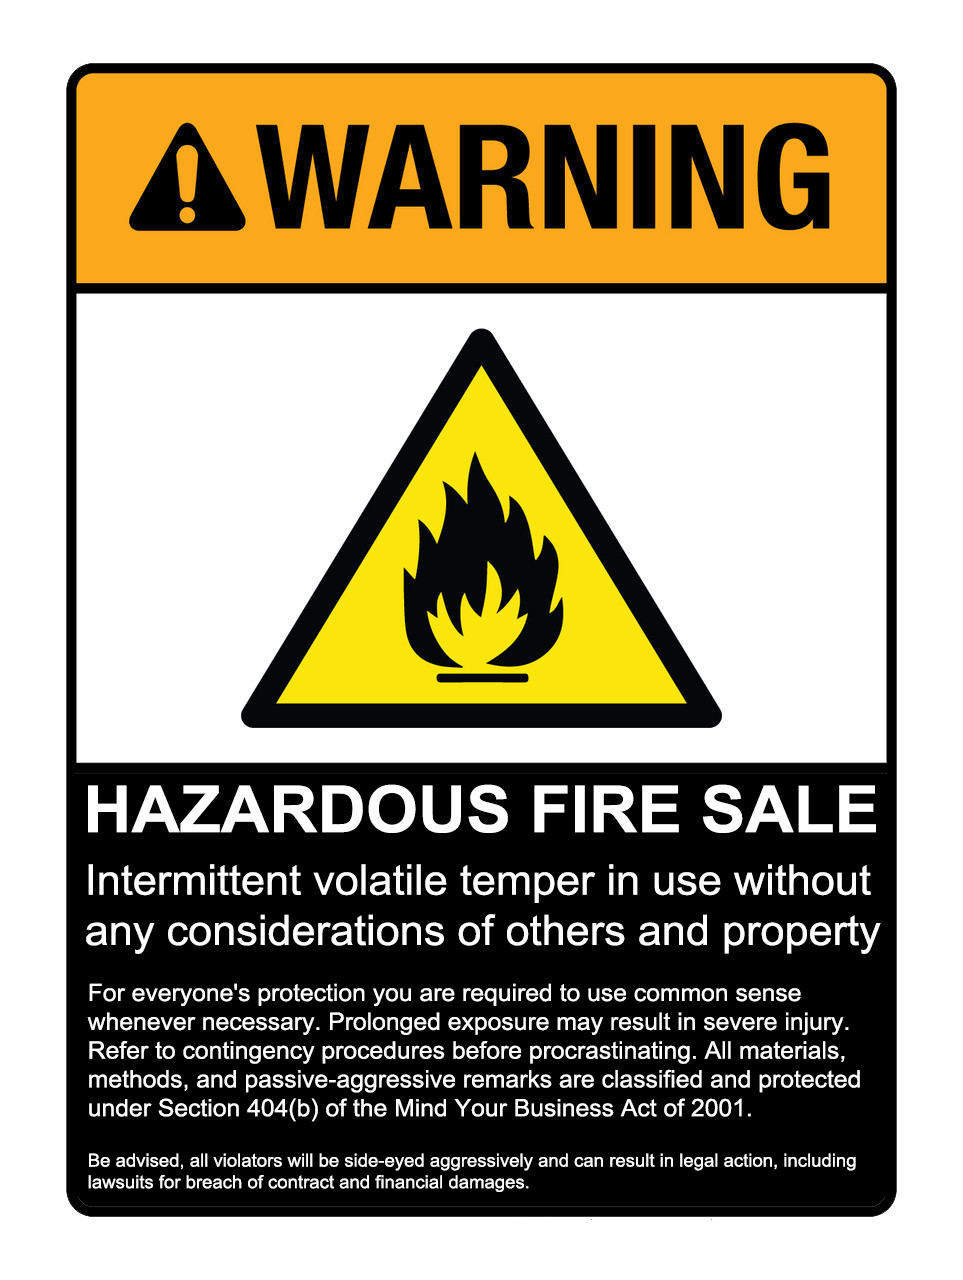 WARNING
HAZARDOUS FIRE SALE
Intermittent volatile temper in use without
any considerations of others and property
For everyone's protection you are required to use common sense
whenever necessary. Prolonged exposure may result in severe injury.
Refer to contingency procedures before procrastinating. All materials,
methods, and passive-aggressive remarks are classified and protected
under Section 404(b) of the Mind Your Business Act of 2001.
Be advised, all violators will be side-eyed aggressively and can result in legal action, including
lawsuits for breach of contract and financial damages.